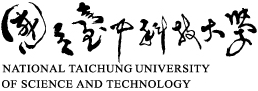 國立臺中科技大學
NATIONAL TAICHUNG UNIVERSITY
OF SCIENCE AND TECHNOLOGY